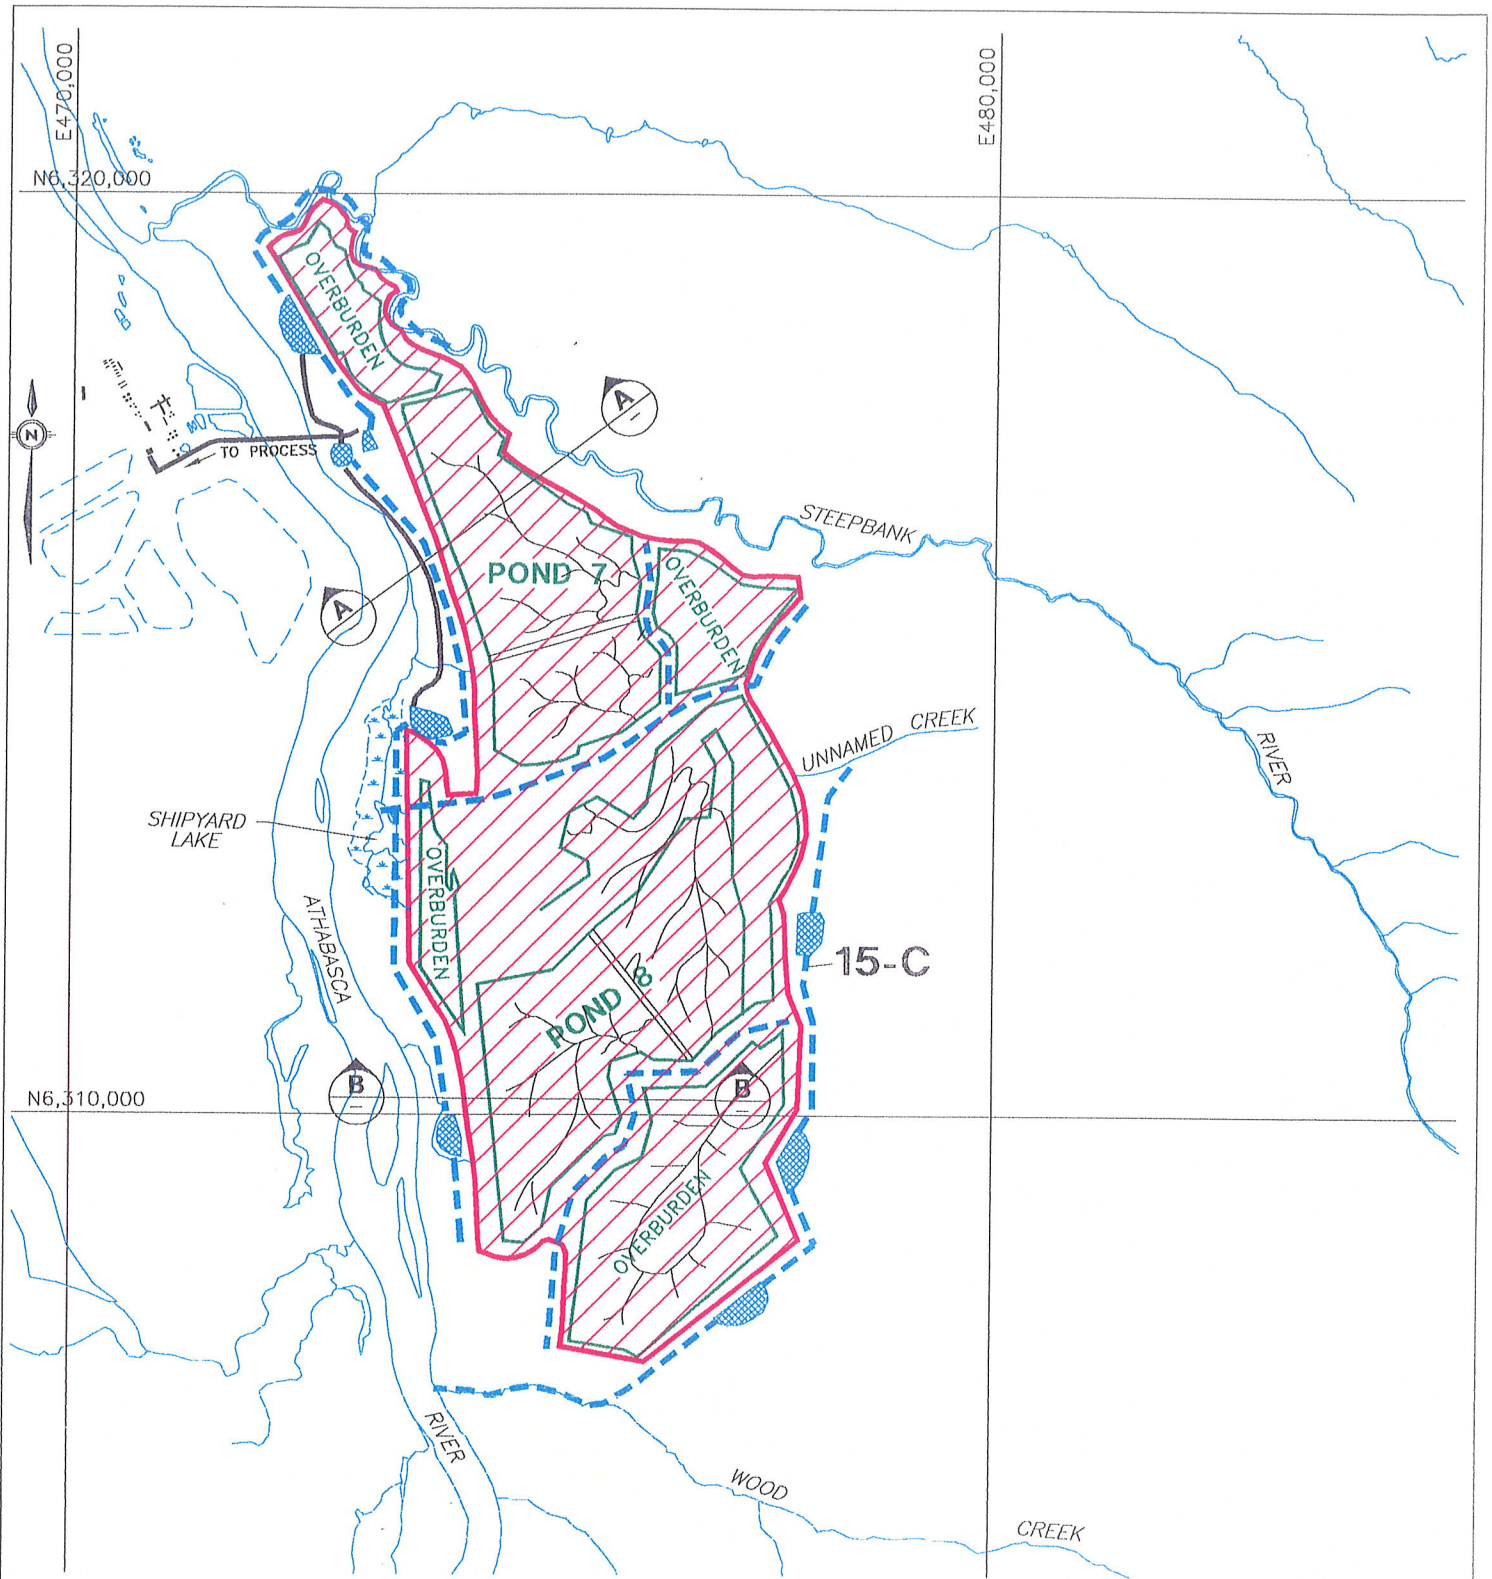 E470,000
E480,000
N6,320,000
OVERBURDEN
A
N
TO PROCESS
STEEPBANK
POND 7
OVERBURDEN
A
UNNAMED CREEK
RIVER
SHIPYARD
LAKE
OVERBURDEN
ATHABASCA
15-C
POND 8
B
B
N6,310,000
OVERBURDEN
RIVER
WOOD
CREEK